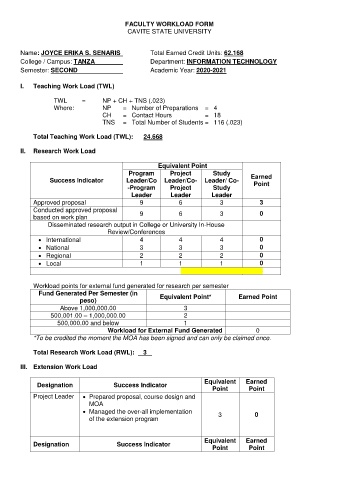 FACULTY WORKLOAD FORM
CAVITE STATE UNIVERSITY
Name: JOYCE ERIKA S. SENARIS Total Earned Credit Units: 62,168
College / Campus: TANZA Department: INFORMATION TECHNOLOGY
Semester: SECOND Academic Year: 2020-2021
I. Teaching Work Load (TWL)
TWL = NP + CH + TNS (.023)
Where: NP = Number of Preparations = 4
CH = Contact Hours = 18
TNS = Total Number of Students = 116 (.023)
Total Teaching Work Load (TWL): 24.668
II. Research Work Load
Success Indicator Equivalent Point Earned Point
Program Leader/Co-Program Leader Project Leader/Co-Project Leader Study Leader/ Co-Study Leader
Approved proposal 9 6 3 3
Conducted approved proposal based on work plan 9 6 3 0
Disseminated research output in College or University In-House Review/Conferences
• International 4 4 4 0
• National 3 3 3 0
• Regional 2 2 2 0
• Local 1 1 1 0
Workload points for external fund generated for research per semester
Fund Generated Per Semester (in peso) Equivalent Point* Earned Point
Above 1,000,000.00 3
500,001.00 – 1,000,000.00 2
500,000.00 and below 1
Workload for External Fund Generated 0
*To be credited the moment the MOA has been signed and can only be claimed once.
Total Research Work Load (RWL): 3
III. Extension Work Load
Designation Success Indicator Equivalent Point Earned Point
Project Leader • Prepared proposal, course design and MOA
• Managed the over-all implementation of the extension program 3 0
Designation Success Indicator Equivalent Point Earned Point